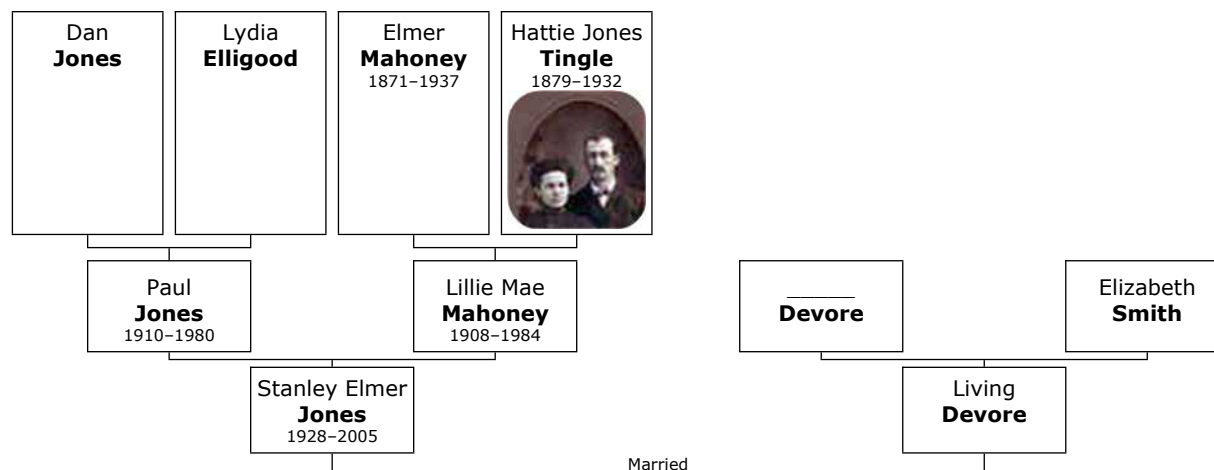 Dan
Jones
Lydia
Elligood
Elmer
Mahoney
1871–1937
Hattie Jones
Tingle
1879–1932
Paul
Jones
1910–1980
Lillie Mae
Mahoney
1908–1984
______
Devore
Elizabeth
Smith
Stanley Elmer
Jones
1928–2005
Living
Devore
Married